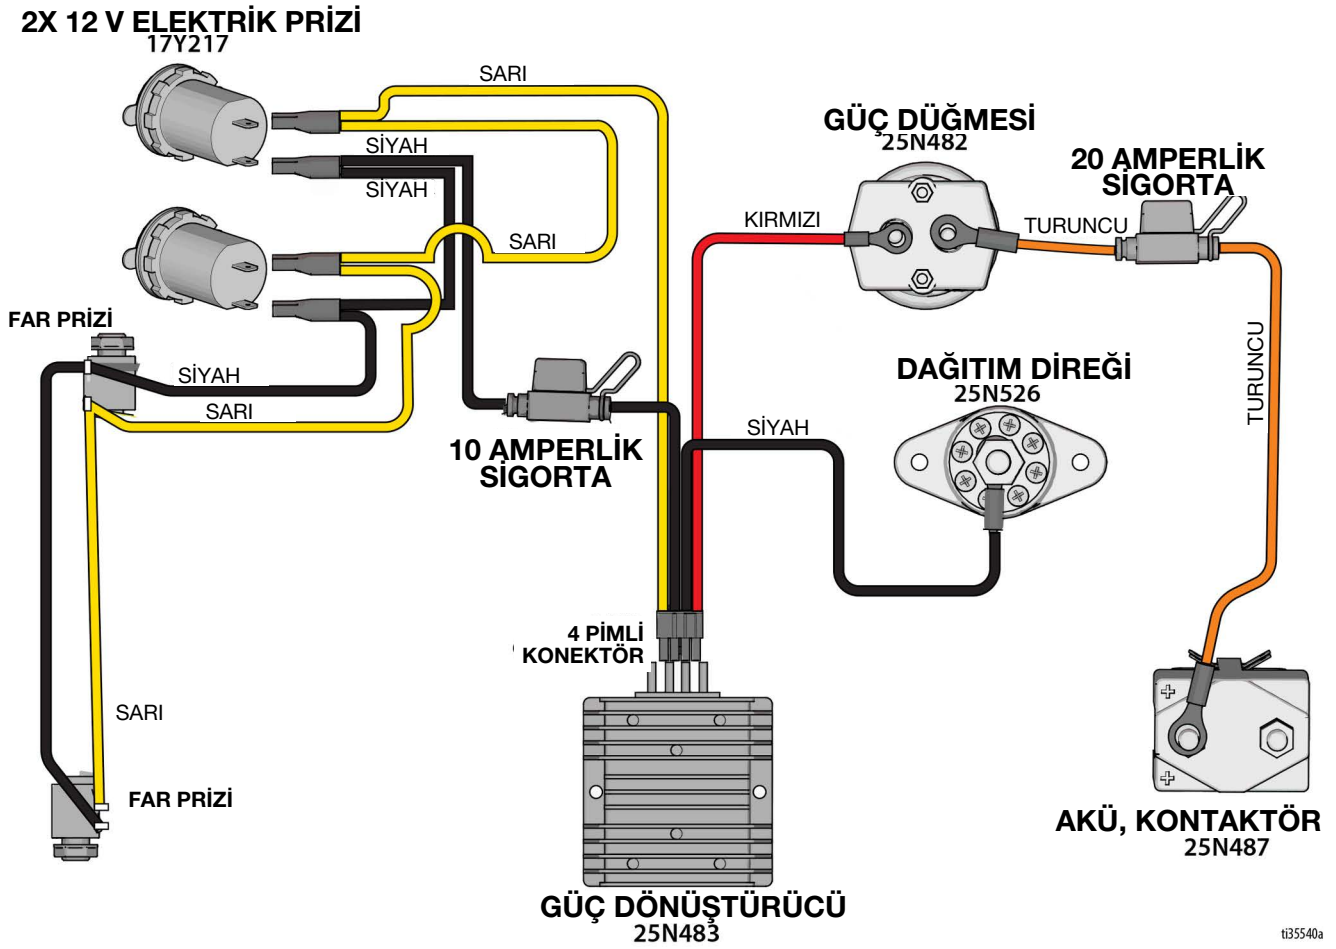 2X 12 V ELEKTRİK PRİZİ
17Y217
SARI
SİYAH
SİYAH
SARI
FAR PRİZİ
SİYAH
SARI
10 AMPERLİK
SİGORTA
GÜÇ DÜĞMESİ
25N482
20 AMPERLİK
SİGORTA
KIRMIZI
TURUNCU
TURUNCU
DAĞITIM DİREĞİ
25N526
SİYAH
4 PİMLİ
KONEKTÖR
SARI
FAR PRİZİ
AKÜ, KONTAKTÖR
25N487
GÜÇ DÖNÜŞTÜRÜCÜ
25N483
ti35540a